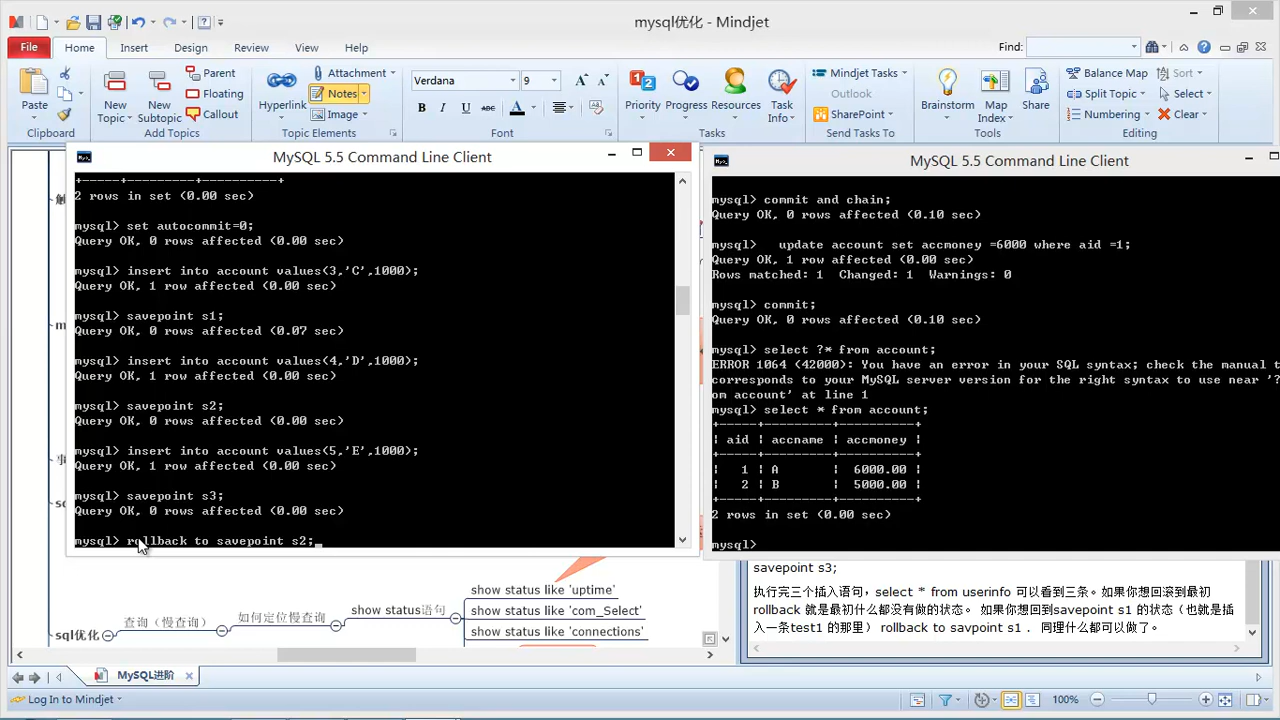 mysql优化 - Mindjet
File
Home
Insert
Design
Review
View
Help
Find:
Paste
Clipboard
New Topic
New Subtopic
Parent
Floating
Callout
Add Topics
Hyperlink
Attachment
Notes
Image
Topic Elements
Verdana
9
B I U abc A
Font
Priority
Progress
Resources
Task Info
Tasks
Mindjet Tasks
Outlook
SharePoint
Send Tasks To
Brainstorm
Map Index
Share
Tools
Balance Map
Split Topic
Numbering
Sort
Select
Clear
Editing
MySQL 5.5 Command Line Client
+-----+---------+----------+
2 rows in set (0.00 sec)
mysql> set autocommit=0;
Query OK, 0 rows affected (0.00 sec)
mysql> insert into account values(3,'C',1000);
Query OK, 1 row affected (0.00 sec)
mysql> savepoint s1;
Query OK, 0 rows affected (0.07 sec)
mysql> insert into account values(4,'D',1000);
Query OK, 1 row affected (0.00 sec)
mysql> savepoint s2;
Query OK, 0 rows affected (0.00 sec)
mysql> insert into account values(5,'E',1000);
Query OK, 1 row affected (0.00 sec)
mysql> savepoint s3;
Query OK, 0 rows affected (0.00 sec)
mysql> rollback to savepoint s2;
MySQL 5.5 Command Line Client
mysql> commit and chain;
Query OK, 0 rows affected (0.10 sec)
mysql>   update account set accmoney =6000 where aid =1;
Query OK, 1 row affected (0.00 sec)
Rows matched: 1  Changed: 1  Warnings: 0
mysql> commit;
Query OK, 0 rows affected (0.10 sec)
mysql> select ?* from account;
ERROR 1064 (42000): You have an error in your SQL syntax; check the manual t
corresponds to your MySQL server version for the right syntax to use near '?
om account' at line 1
mysql> select * from account;
+-----+---------+----------+
| aid | accname | accmoney |
+-----+---------+----------+
|   1 | A       |  6000.00 |
|   2 | B       |  5000.00 |
+-----+---------+----------+
2 rows in set (0.00 sec)
mysql>
savepoint s3;
执行完三个插入语句，select * from userinfo 可以看到三条。如果你想回滚到最初
rollback 就是最初什么都没有做的状态。 如果你想回到savepoint s1 的状态（也就是插
入一条test1 的那里） rollback to savpoint s1 ． 同理什么都可以做了。
sql优化
查询（慢查询）
如何定位慢查询
show status语句
show status like 'uptime'
show status like 'com_Select'
show status like 'connections'
MySQL进阶
Log In to Mindjet
100%